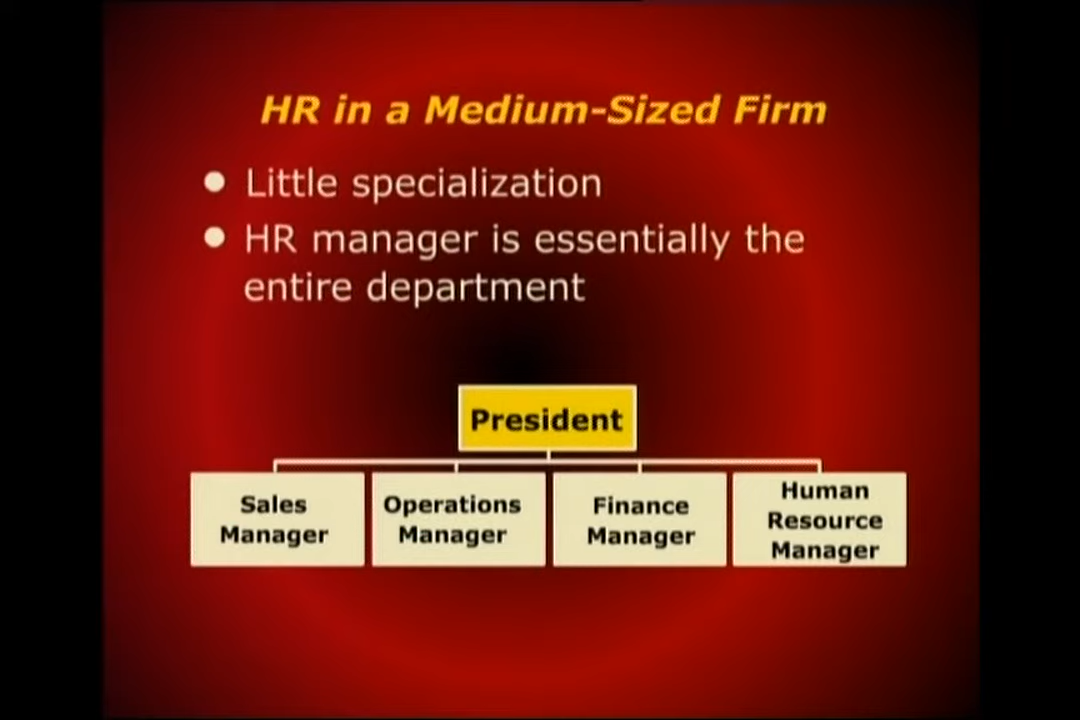 HR in a Medium-Sized Firm
Little specialization
HR manager is essentially the
entire department
President
Sales
Manager
Operations
Manager
Finance
Manager
Human
Resource
Manager